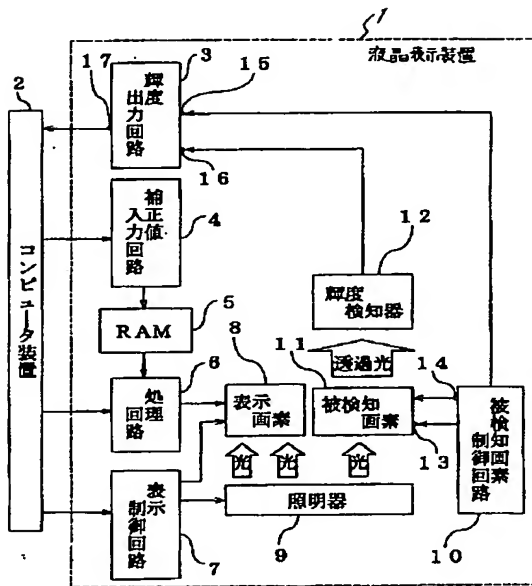 1
液晶表示装置
2
コンピュータ装置
17
3
15
輝度
出力回路
16
補正値
入力回路
4
12
輝度
検知器
RAM
5
透過光
6
処理
回路
8
表示
画素
11
被検知
画素
14
13
被検知画素
制御回路
10
光
光
光
照明器
9
表示
制御回路
7